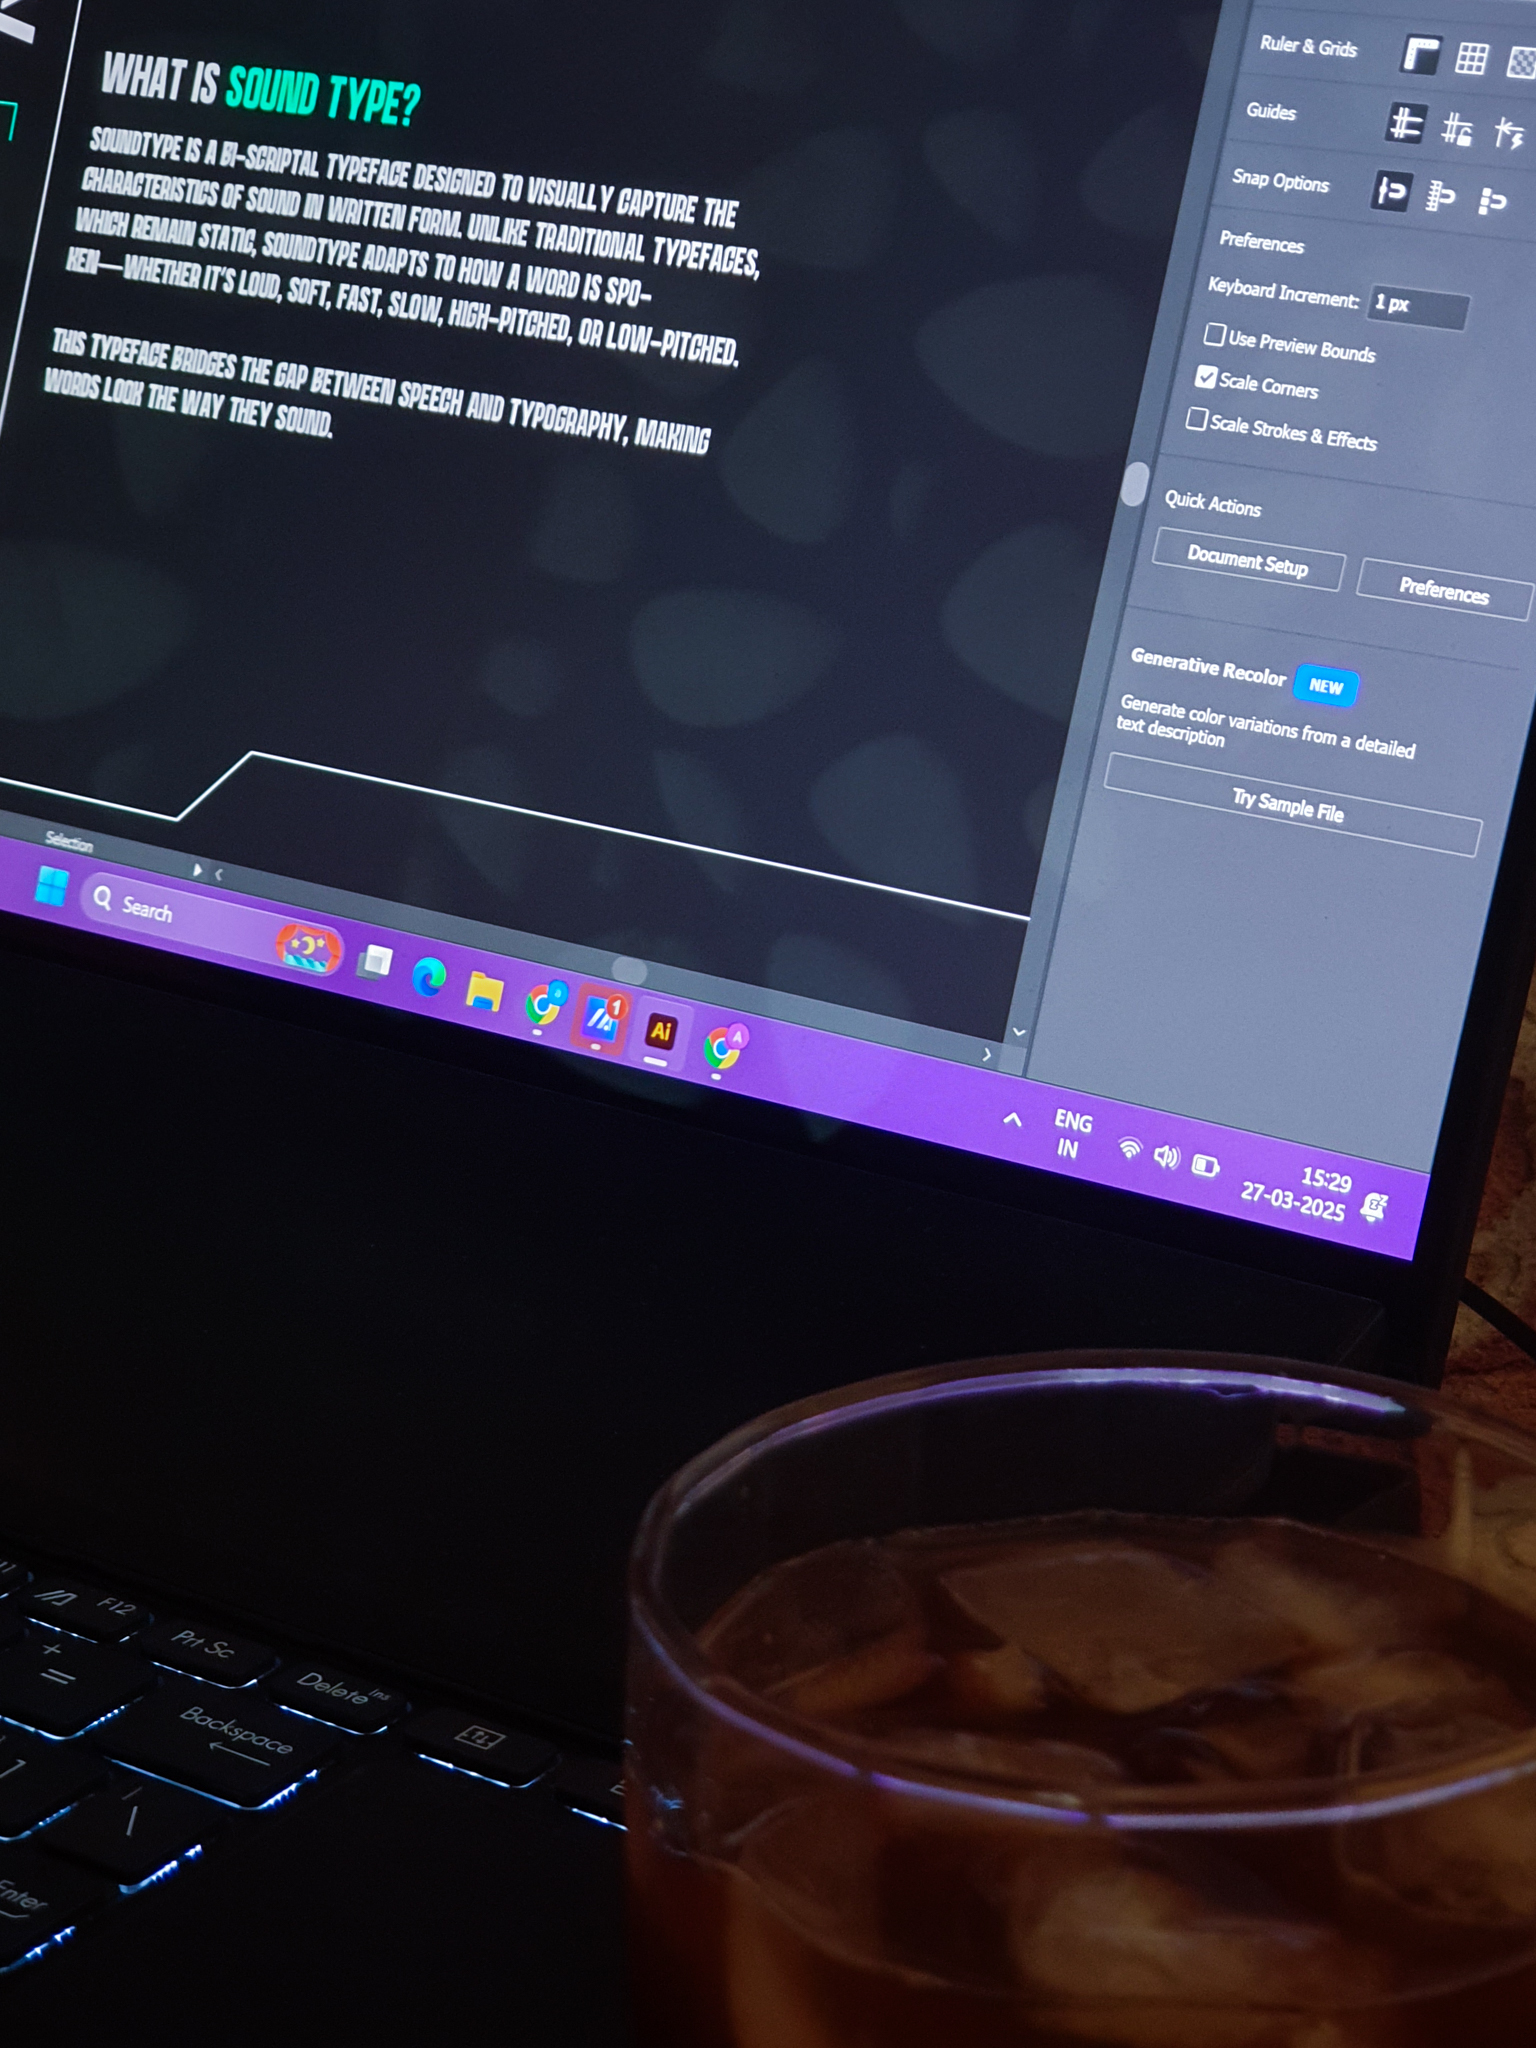 WHAT IS SOUND TYPE?
SOUNDTYPE IS A BI-SCRIPTAL TYPEFACE DESIGNED TO VISUALLY CAPTURE THE
CHARACTERISTICS OF SOUND IN WRITTEN FORM. UNLIKE TRADITIONAL TYPEFACES,
WHICH REMAIN STATIC, SOUNDTYPE ADAPTS TO HOW A WORD IS SPO-
KEN—WHETHER IT'S LOUD, SOFT, FAST, SLOW, HIGH-PITCHED, OR LOW-PITCHED.
THIS TYPEFACE BRIDGES THE GAP BETWEEN SPEECH AND TYPOGRAPHY, MAKING
WORDS LOOK THE WAY THEY SOUND.
Ruler & Grids
Guides
Snap Options
Preferences
Keyboard Increment: 1 px
Use Preview Bounds
Scale Corners
Scale Strokes & Effects
Quick Actions
Document Setup Preferences
Generative Recolor NEW
Generate color variations from a detailed
text description
Try Sample File
Selection
Search
1
Ai
A
ENG
IN
15:29
27-03-2025
F12
Prt Sc
Delete Ins
+
=
Backspace
]
\
Enter